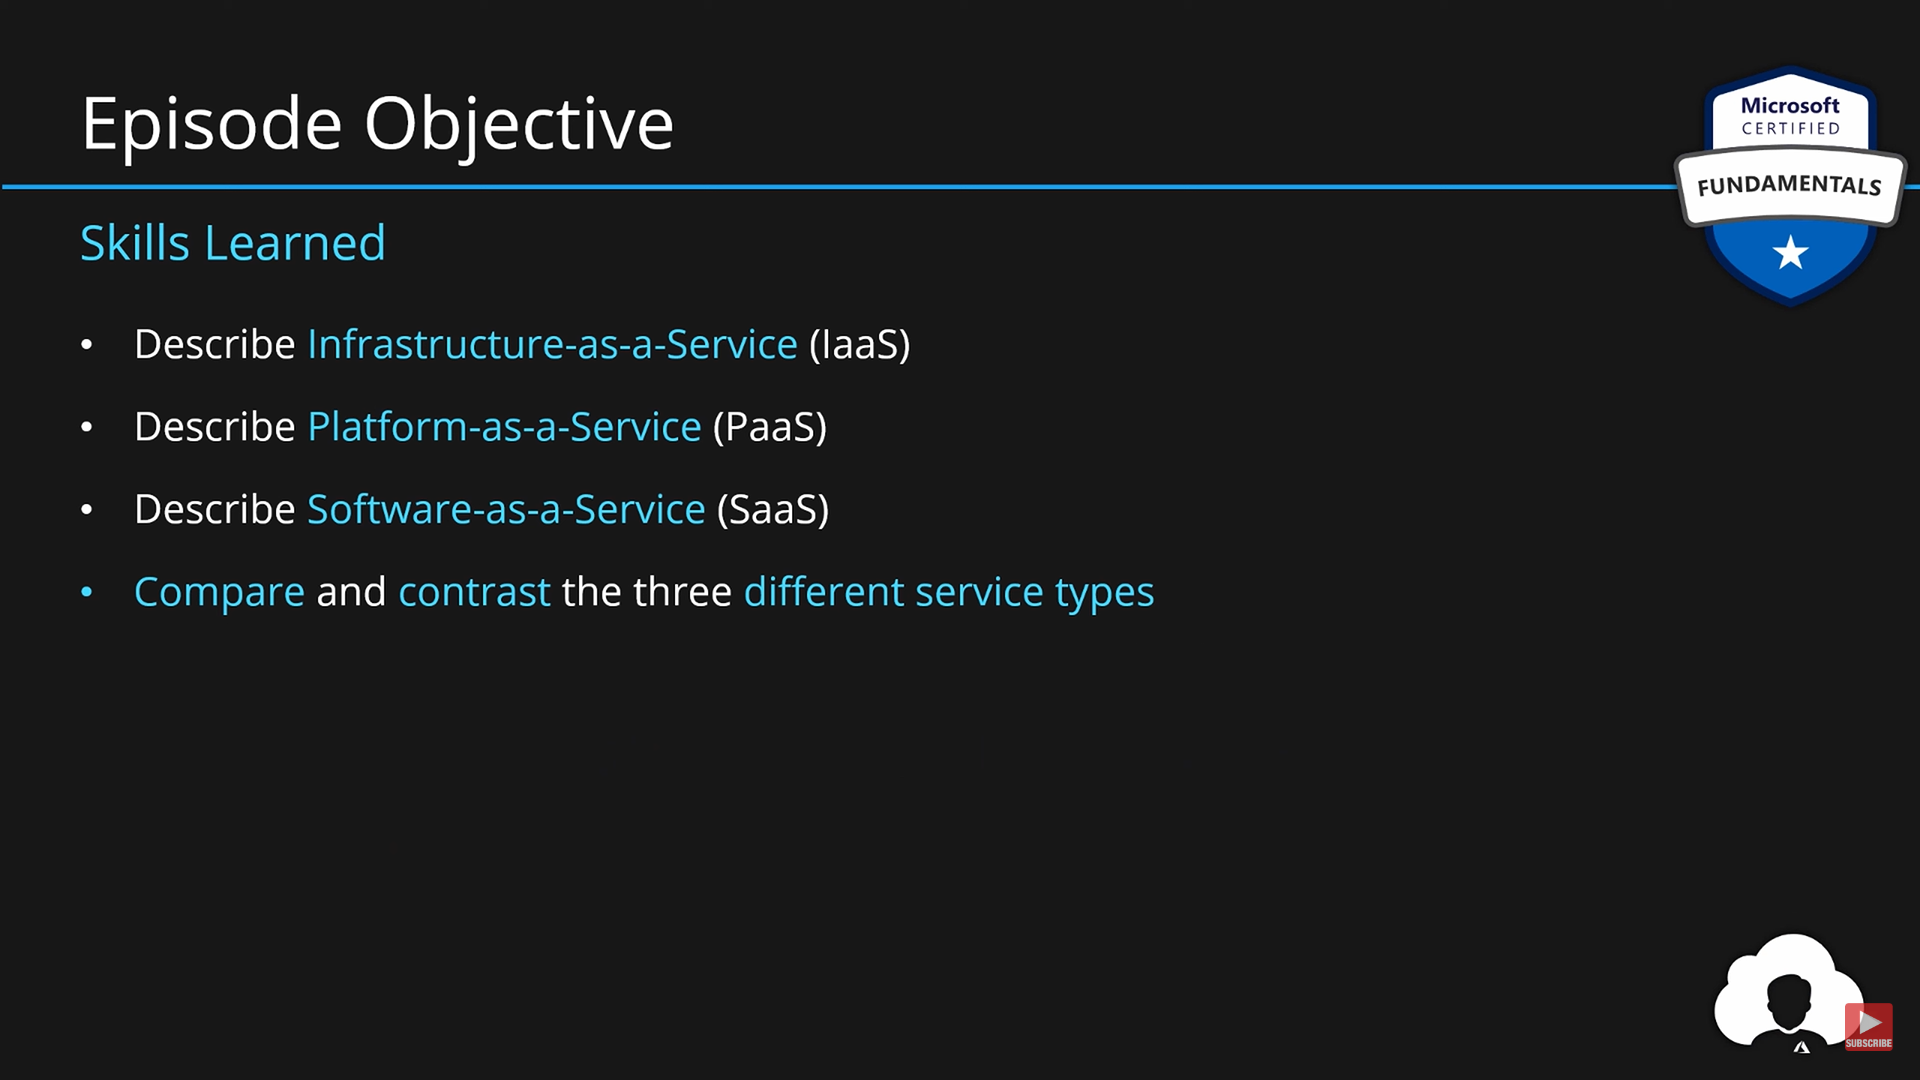 Episode Objective
Microsoft
CERTIFIED
FUNDAMENTALS
Skills Learned
• Describe Infrastructure-as-a-Service (IaaS)
• Describe Platform-as-a-Service (PaaS)
• Describe Software-as-a-Service (SaaS)
• Compare and contrast the three different service types
SUBSCRIBE